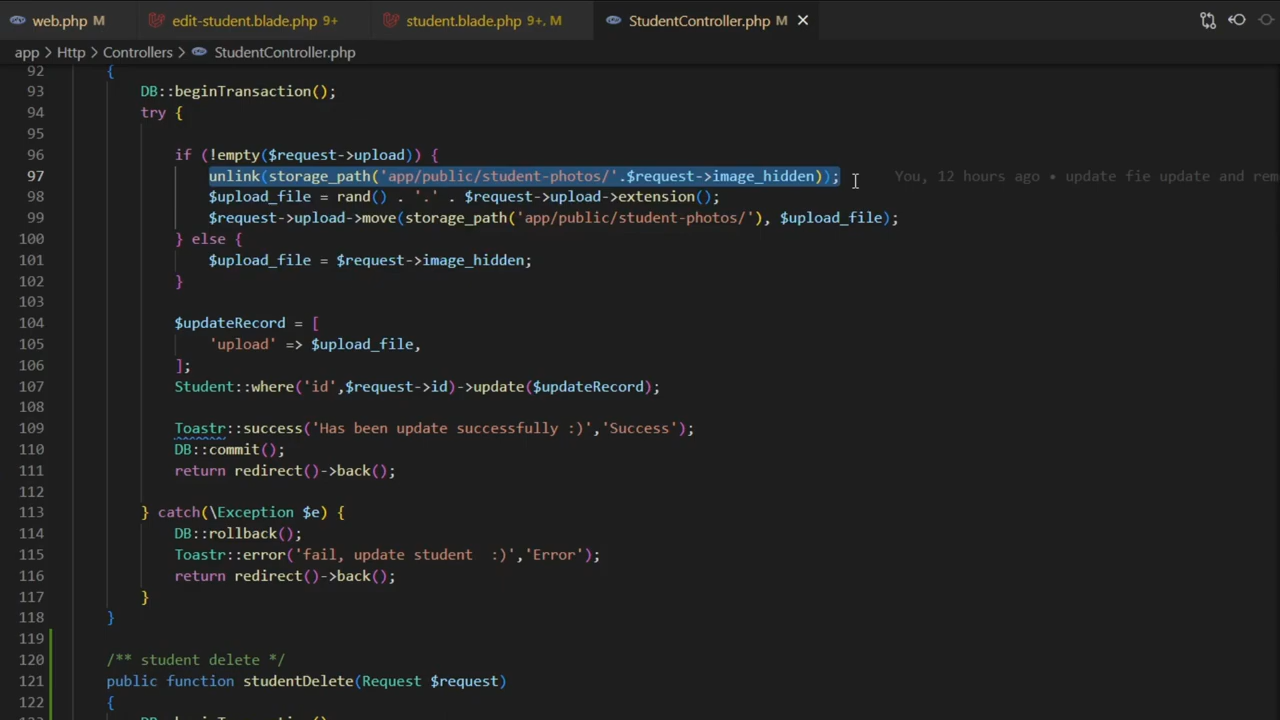 web.php M edit-student.blade.php 9+ student.blade.php 9+, M StudentController.php M
app Http Controllers StudentController.php
92 {
93 DB::beginTransaction();
94 try {
95
96 if (!empty($request->upload)) {
97 unlink(storage_path('app/public/student-photos/'.$request->image_hidden)); You, 12 hours ago • update fie update and rem
98 $upload_file = rand() . '.' . $request->upload->extension();
99 $request->upload->move(storage_path('app/public/student-photos/'), $upload_file);
100 } else {
101 $upload_file = $request->image_hidden;
102 }
103
104 $updateRecord = [
105 'upload' => $upload_file,
106 ];
107 Student::where('id',$request->id)->update($updateRecord);
108
109 Toastr::success('Has been update successfully :)','Success');
110 DB::commit();
111 return redirect()->back();
112
113 } catch(\Exception $e) {
114 DB::rollback();
115 Toastr::error('fail, update student  :)','Error');
116 return redirect()->back();
117 }
118 }
119
120 /** student delete */
121 public function studentDelete(Request $request)
122 {